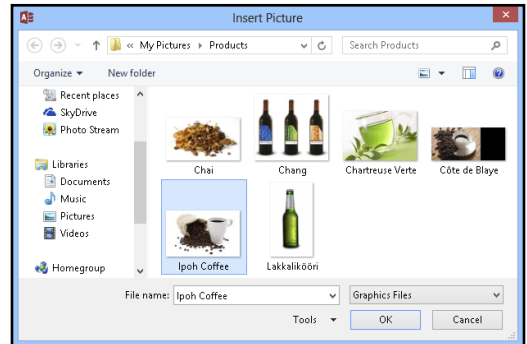 Insert Picture
« My Pictures Products
Search Products
Organize New folder
Recent places
SkyDrive
Photo Stream
Libraries
Documents
Music
Pictures
Videos
Homegroup
Chai Chang Chartreuse Verte Côte de Blaye
Ipoh Coffee Lakkalikööri
File name: Ipoh Coffee Graphics Files
Tools OK Cancel